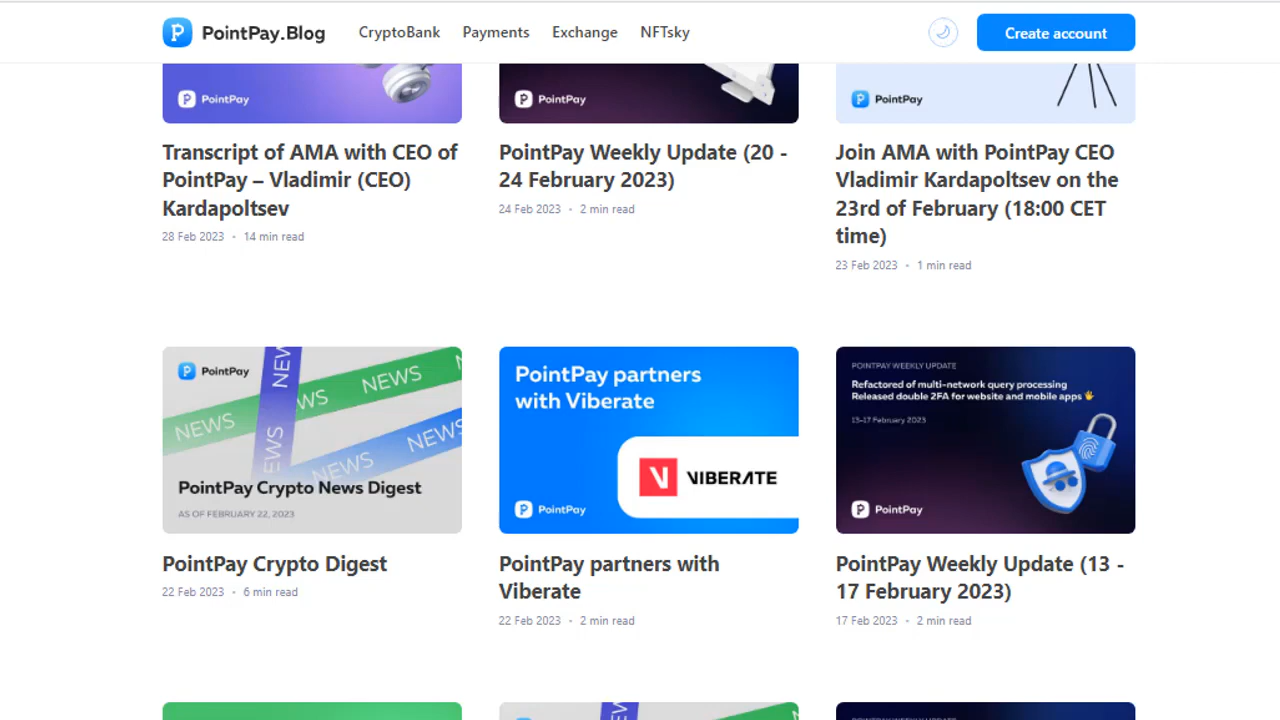 PointPay.Blog
CryptoBank
Payments
Exchange
NFTsky
Create account
PointPay
PointPay
PointPay
Transcript of AMA with CEO of
PointPay – Vladimir (CEO)
Kardapoltsev
28 Feb 2023 • 14 min read
PointPay Weekly Update (20 -
24 February 2023)
24 Feb 2023 • 2 min read
Join AMA with PointPay CEO
Vladimir Kardapoltsev on the
23rd of February (18:00 CET
time)
23 Feb 2023 • 1 min read
PointPay
NEWS
NEWS
NEWS
NEWS
NEWS
NEWS
PointPay Crypto News Digest
AS OF FEBRUARY 22, 2023
PointPay Crypto Digest
22 Feb 2023 • 6 min read
PointPay partners
with Viberate
VIBERATE
PointPay
PointPay partners with
Viberate
22 Feb 2023 • 2 min read
POINTPAY WEEKLY UPDATE
Refactored of multi-network query processing
Released double 2FA for website and mobile apps 🖐
13–17 February 2023
PointPay
PointPay Weekly Update (13 -
17 February 2023)
17 Feb 2023 • 2 min read